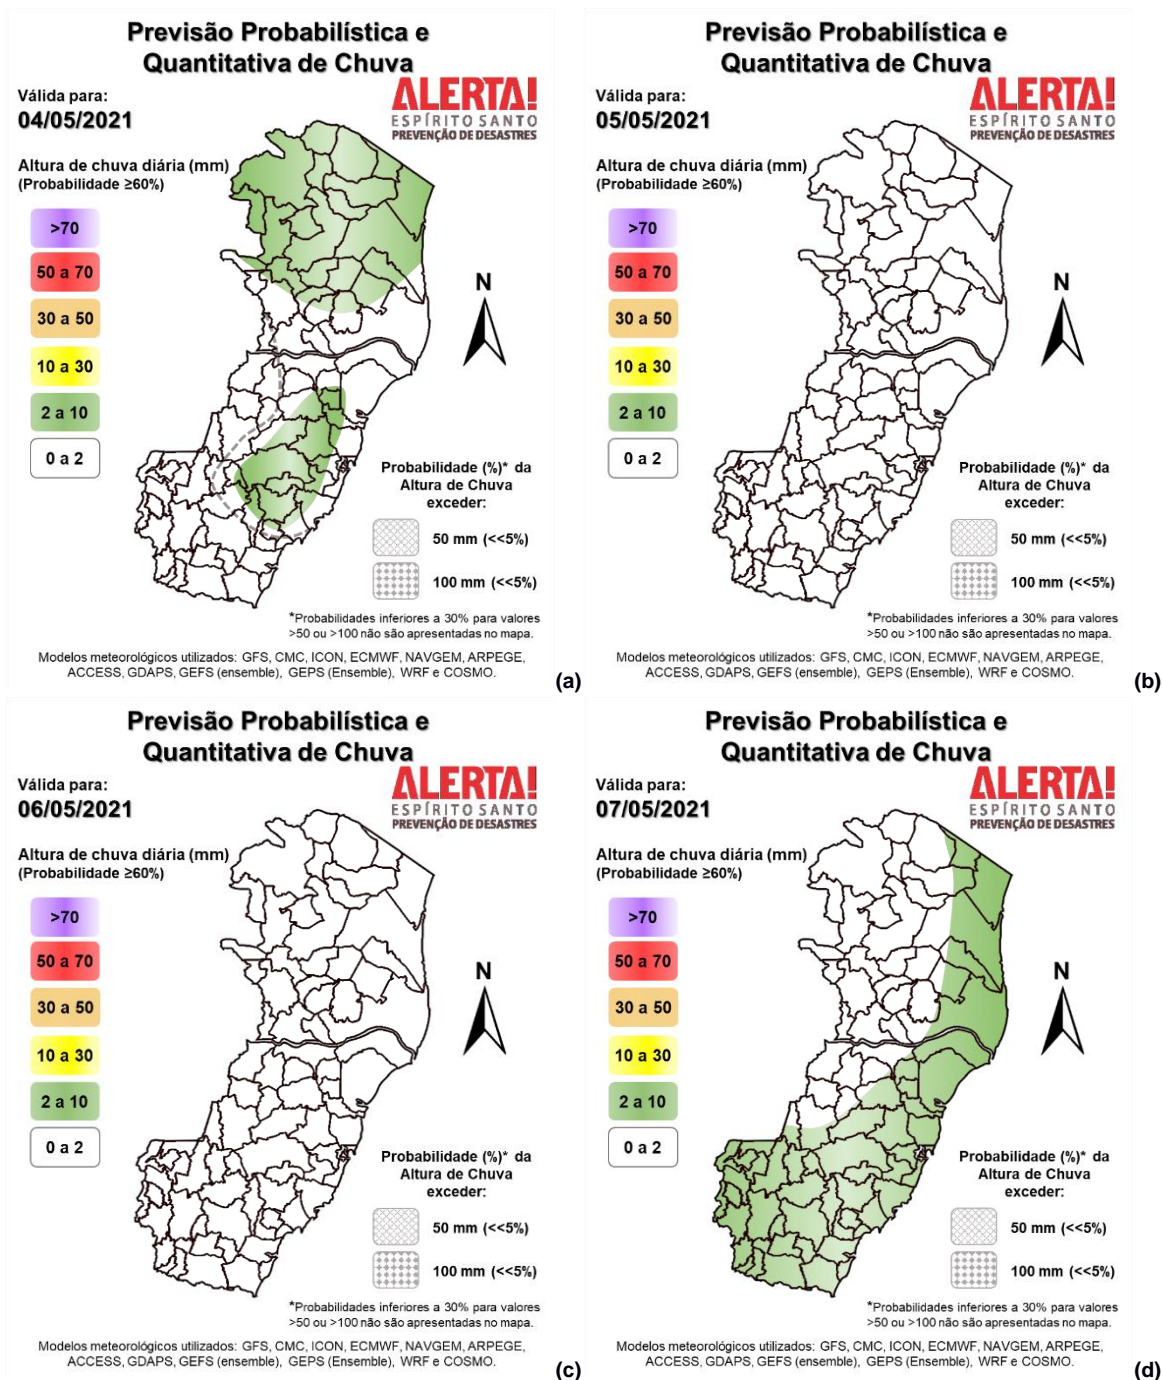 Previsão Probabilística e
Quantitativa de Chuva
Válida para:
04/05/2021
ALERTA!
ESPÍRITO SANTO
PREVENÇÃO DE DESASTRES
Altura de chuva diária (mm)
(Probabilidade ≥60%)
>70
50 a 70
30 a 50
10 a 30
2 a 10
0 a 2
N
Probabilidade (%)* da
Altura de Chuva
exceder:
50 mm (<<5%)
100 mm (<<5%)
*Probabilidades inferiores a 30% para valores
>50 ou >100 não são apresentadas no mapa.
Modelos meteorológicos utilizados: GFS, CMC, ICON, ECMWF, NAVGEM, ARPEGE,
ACCESS, GDAPS, GEFS (ensemble), GEPS (Ensemble), WRF e COSMO.
(a)
Previsão Probabilística e
Quantitativa de Chuva
Válida para:
05/05/2021
ALERTA!
ESPÍRITO SANTO
PREVENÇÃO DE DESASTRES
Altura de chuva diária (mm)
(Probabilidade ≥60%)
>70
50 a 70
30 a 50
10 a 30
2 a 10
0 a 2
N
Probabilidade (%)* da
Altura de Chuva
exceder:
50 mm (<<5%)
100 mm (<<5%)
*Probabilidades inferiores a 30% para valores
>50 ou >100 não são apresentadas no mapa.
Modelos meteorológicos utilizados: GFS, CMC, ICON, ECMWF, NAVGEM, ARPEGE,
ACCESS, GDAPS, GEFS (ensemble), GEPS (Ensemble), WRF e COSMO.
(b)
Previsão Probabilística e
Quantitativa de Chuva
Válida para:
06/05/2021
ALERTA!
ESPÍRITO SANTO
PREVENÇÃO DE DESASTRES
Altura de chuva diária (mm)
(Probabilidade ≥60%)
>70
50 a 70
30 a 50
10 a 30
2 a 10
0 a 2
N
Probabilidade (%)* da
Altura de Chuva
exceder:
50 mm (<<5%)
100 mm (<<5%)
*Probabilidades inferiores a 30% para valores
>50 ou >100 não são apresentadas no mapa.
Modelos meteorológicos utilizados: GFS, CMC, ICON, ECMWF, NAVGEM, ARPEGE,
ACCESS, GDAPS, GEFS (ensemble), GEPS (Ensemble), WRF e COSMO.
(c)
Previsão Probabilística e
Quantitativa de Chuva
Válida para:
07/05/2021
ALERTA!
ESPÍRITO SANTO
PREVENÇÃO DE DESASTRES
Altura de chuva diária (mm)
(Probabilidade ≥60%)
>70
50 a 70
30 a 50
10 a 30
2 a 10
0 a 2
N
Probabilidade (%)* da
Altura de Chuva
exceder:
50 mm (<<5%)
100 mm (<<5%)
*Probabilidades inferiores a 30% para valores
>50 ou >100 não são apresentadas no mapa.
Modelos meteorológicos utilizados: GFS, CMC, ICON, ECMWF, NAVGEM, ARPEGE,
ACCESS, GDAPS, GEFS (ensemble), GEPS (Ensemble), WRF e COSMO.
(d)